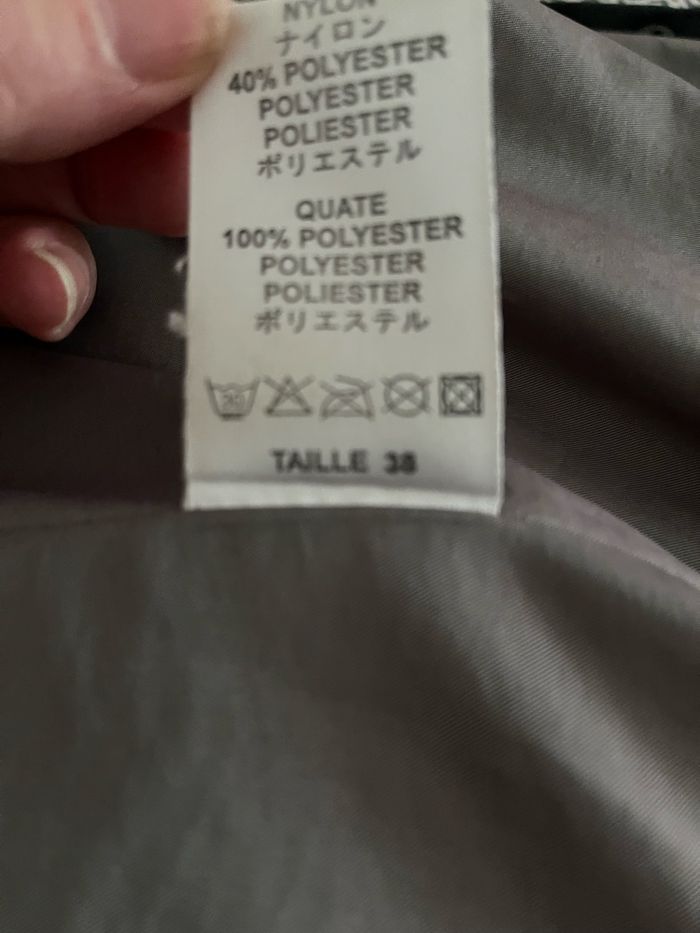 NYLON
ナイロン
40% POLYESTER
POLYESTER
POLIESTER
ポリエステル
QUATE
100% POLYESTER
POLYESTER
POLIESTER
ポリエステル
30
TAILLE 38